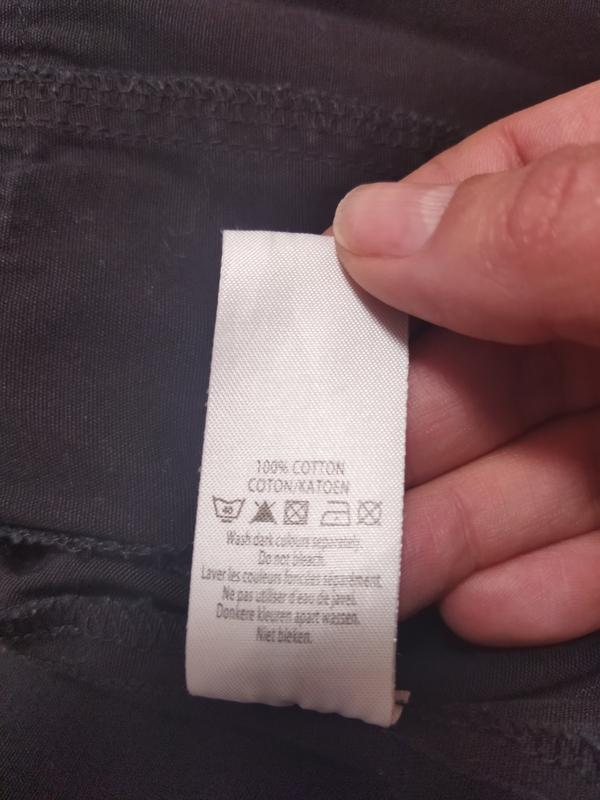 100% COTTON
COTON/KATOEN
40
Wash dark colours separately.
Do not bleach.
Laver les couleurs foncées séparément.
Ne pas utiliser d'eau de javel.
Donkere kleuren apart wassen.
Niet bleken.